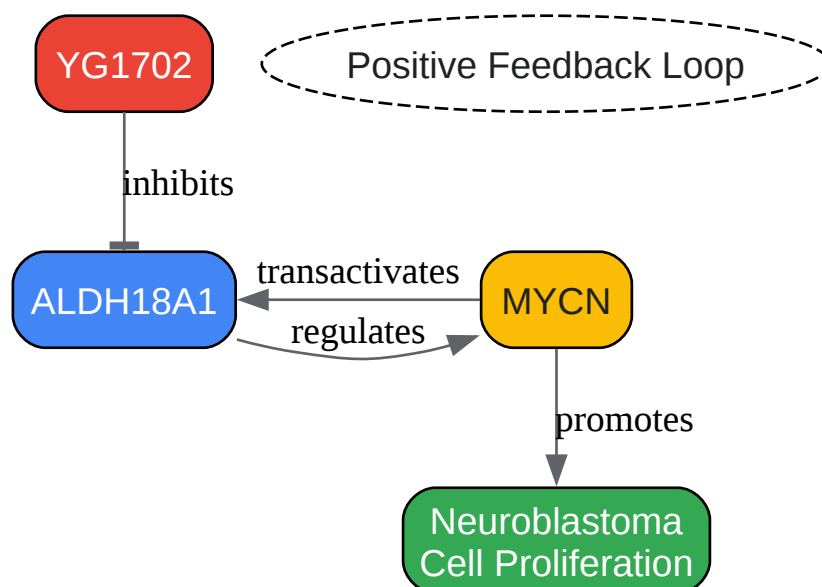 YG1702
Positive Feedback Loop
inhibits
ALDH18A1
transactivates
regulates
MYCN
promotes
Neuroblastoma
Cell Proliferation